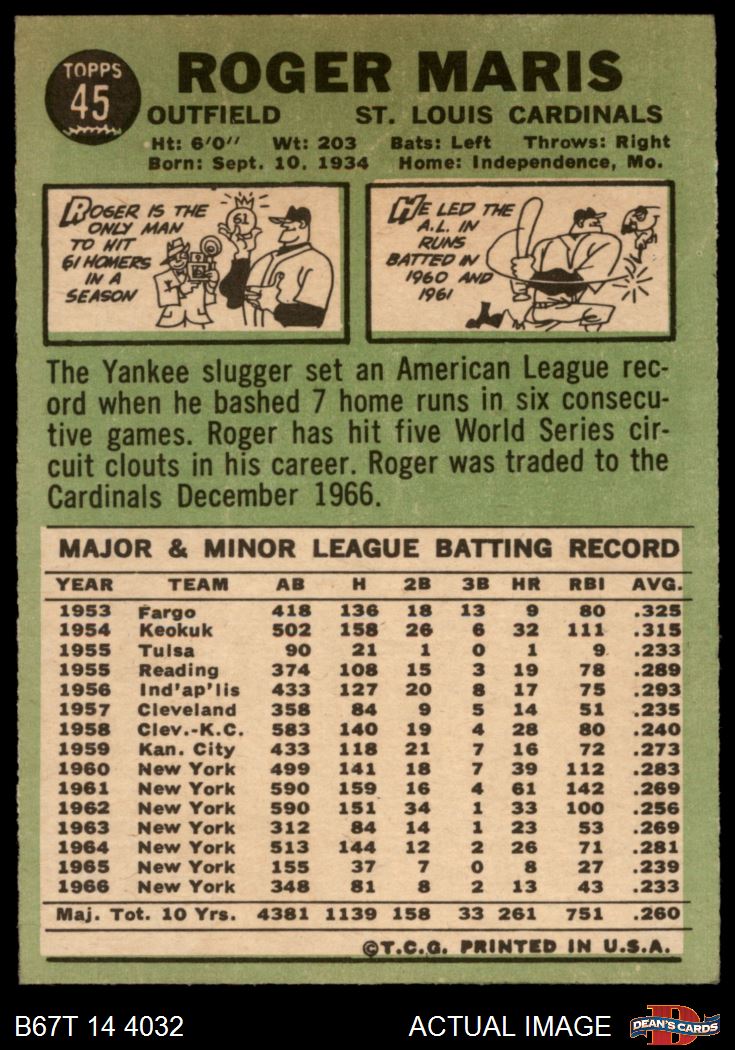 TOPPS
45
ROGER MARIS
OUTFIELD ST. LOUIS CARDINALS
Ht: 6'0" Wt: 203 Bats: Left Throws: Right
Born: Sept. 10, 1934 Home: Independence, Mo.
ROGER IS THE
ONLY MAN
TO HIT
61 HOMERS
IN A
SEASON
61
HE LED THE
A.L. IN
RUNS
BATTED IN
1960 AND
1961
The Yankee slugger set an American League rec-
ord when he bashed 7 home runs in six consecu-
tive games. Roger has hit five World Series cir-
cuit clouts in his career. Roger was traded to the
Cardinals December 1966.
MAJOR & MINOR LEAGUE BATTING RECORD
YEAR TEAM AB H 2B 3B HR RBI AVG.
1953 Fargo 418 136 18 13 9 80 .325
1954 Keokuk 502 158 26 6 32 111 .315
1955 Tulsa 90 21 1 0 1 9 .233
1955 Reading 374 108 15 3 19 78 .289
1956 Ind'ap'lis 433 127 20 8 17 75 .293
1957 Cleveland 358 84 9 5 14 51 .235
1958 Clev.-K.C. 583 140 19 4 28 80 .240
1959 Kan. City 433 118 21 7 16 72 .273
1960 New York 499 141 18 7 39 112 .283
1961 New York 590 159 16 4 61 142 .269
1962 New York 590 151 34 1 33 100 .256
1963 New York 312 84 14 1 23 53 .269
1964 New York 513 144 12 2 26 71 .281
1965 New York 155 37 7 0 8 27 .239
1966 New York 348 81 8 2 13 43 .233
Maj. Tot. 10 Yrs. 4381 1139 158 33 261 751 .260
©T.C.G. PRINTED IN U.S.A.
B67T 14 4032 ACTUAL IMAGE
D
DEAN'S CARDS